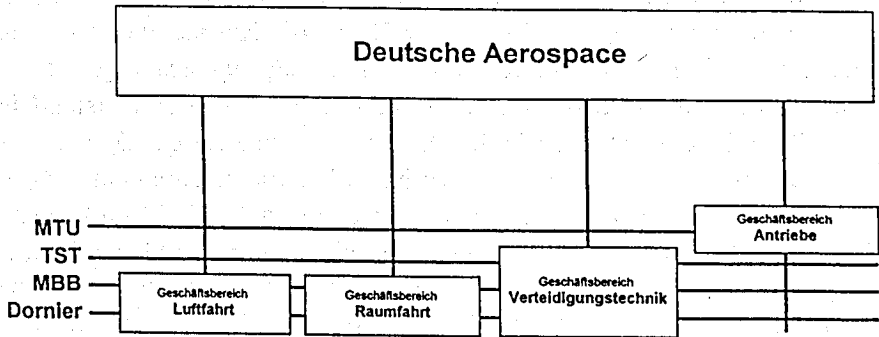 Deutsche Aerospace
MTU
TST
MBB
Dornier
Geschäftsbereich
Luftfahrt
Geschäftsbereich
Raumfahrt
Geschäftsbereich
Verteidigungstechnik
Geschäftsbereich
Antriebe